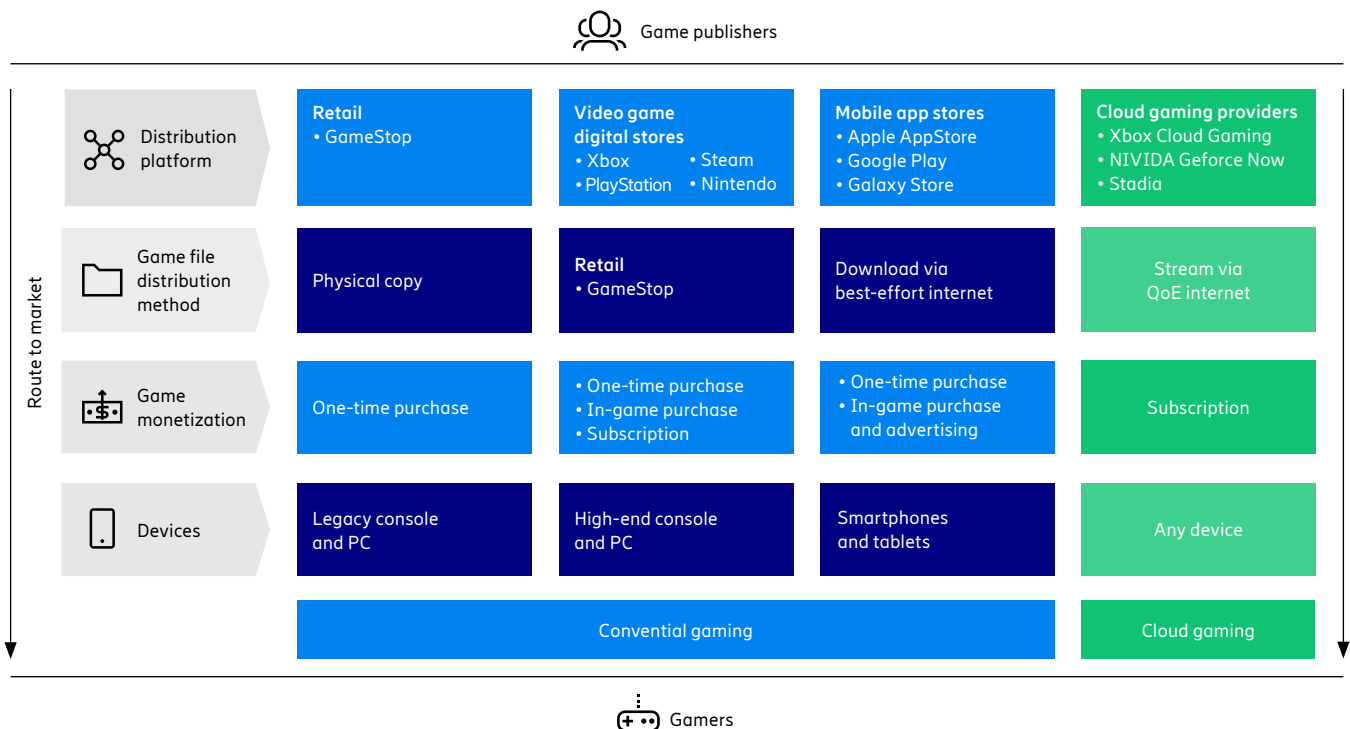 Game publishers
Route to market
Distribution
platform
Retail
• GameStop
Video game
digital stores
• Xbox • Steam
• PlayStation • Nintendo
Mobile app stores
• Apple AppStore
• Google Play
• Galaxy Store
Cloud gaming providers
• Xbox Cloud Gaming
• NIVIDA Geforce Now
• Stadia
Game file
distribution
method
Physical copy
Retail
• GameStop
Download via
best-effort internet
Stream via
QoE internet
Game
monetization
One-time purchase
• One-time purchase
• In-game purchase
• Subscription
• One-time purchase
• In-game purchase
and advertising
Subscription
Devices
Legacy console
and PC
High-end console
and PC
Smartphones
and tablets
Any device
Convential gaming
Cloud gaming
Gamers